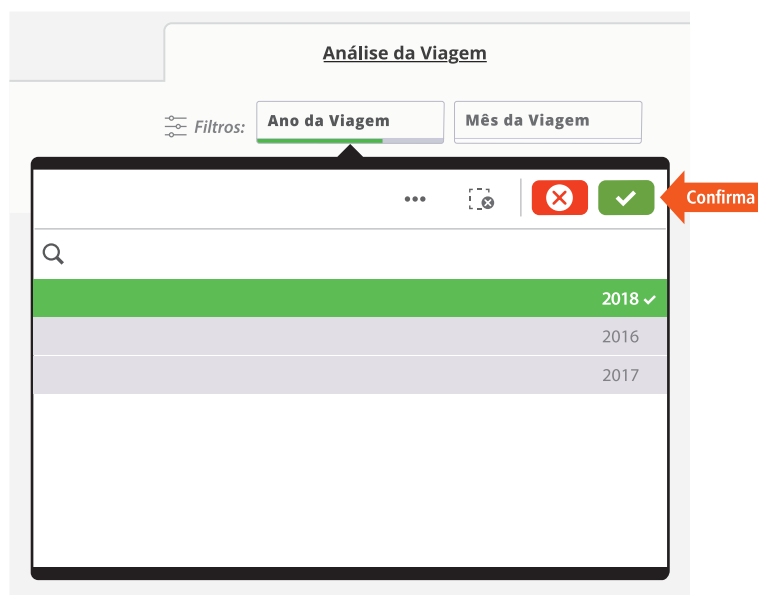 Análise da Viagem
Filtros:
Ano da Viagem
Mês da Viagem
Confirma
2018
2016
2017